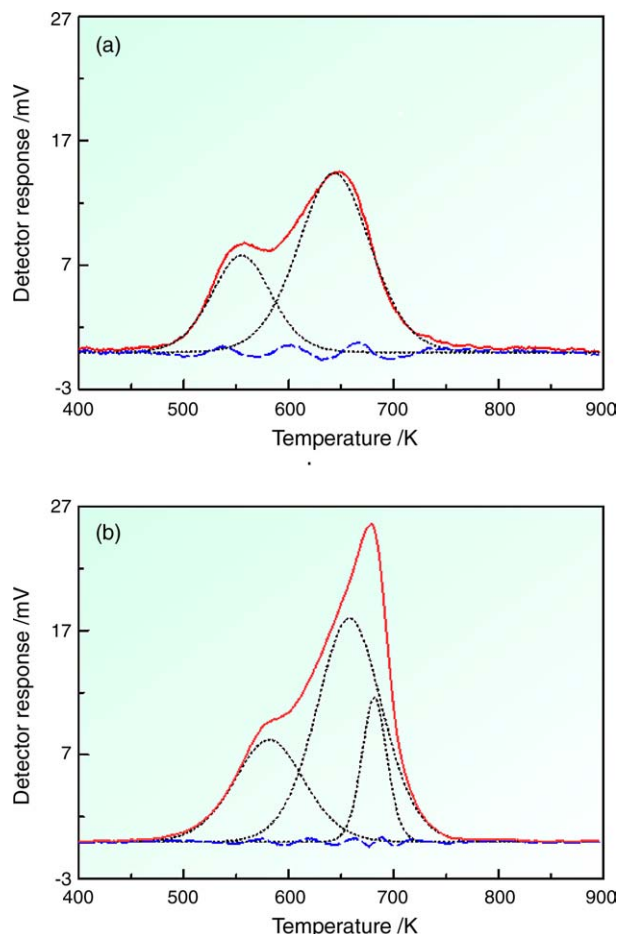 27
(a)
17
7
-3
400 500 600 700 800 900
Detector response /mV
Temperature /K
27
(b)
17
7
-3
400 500 600 700 800 900
Detector response /mV
Temperature /K